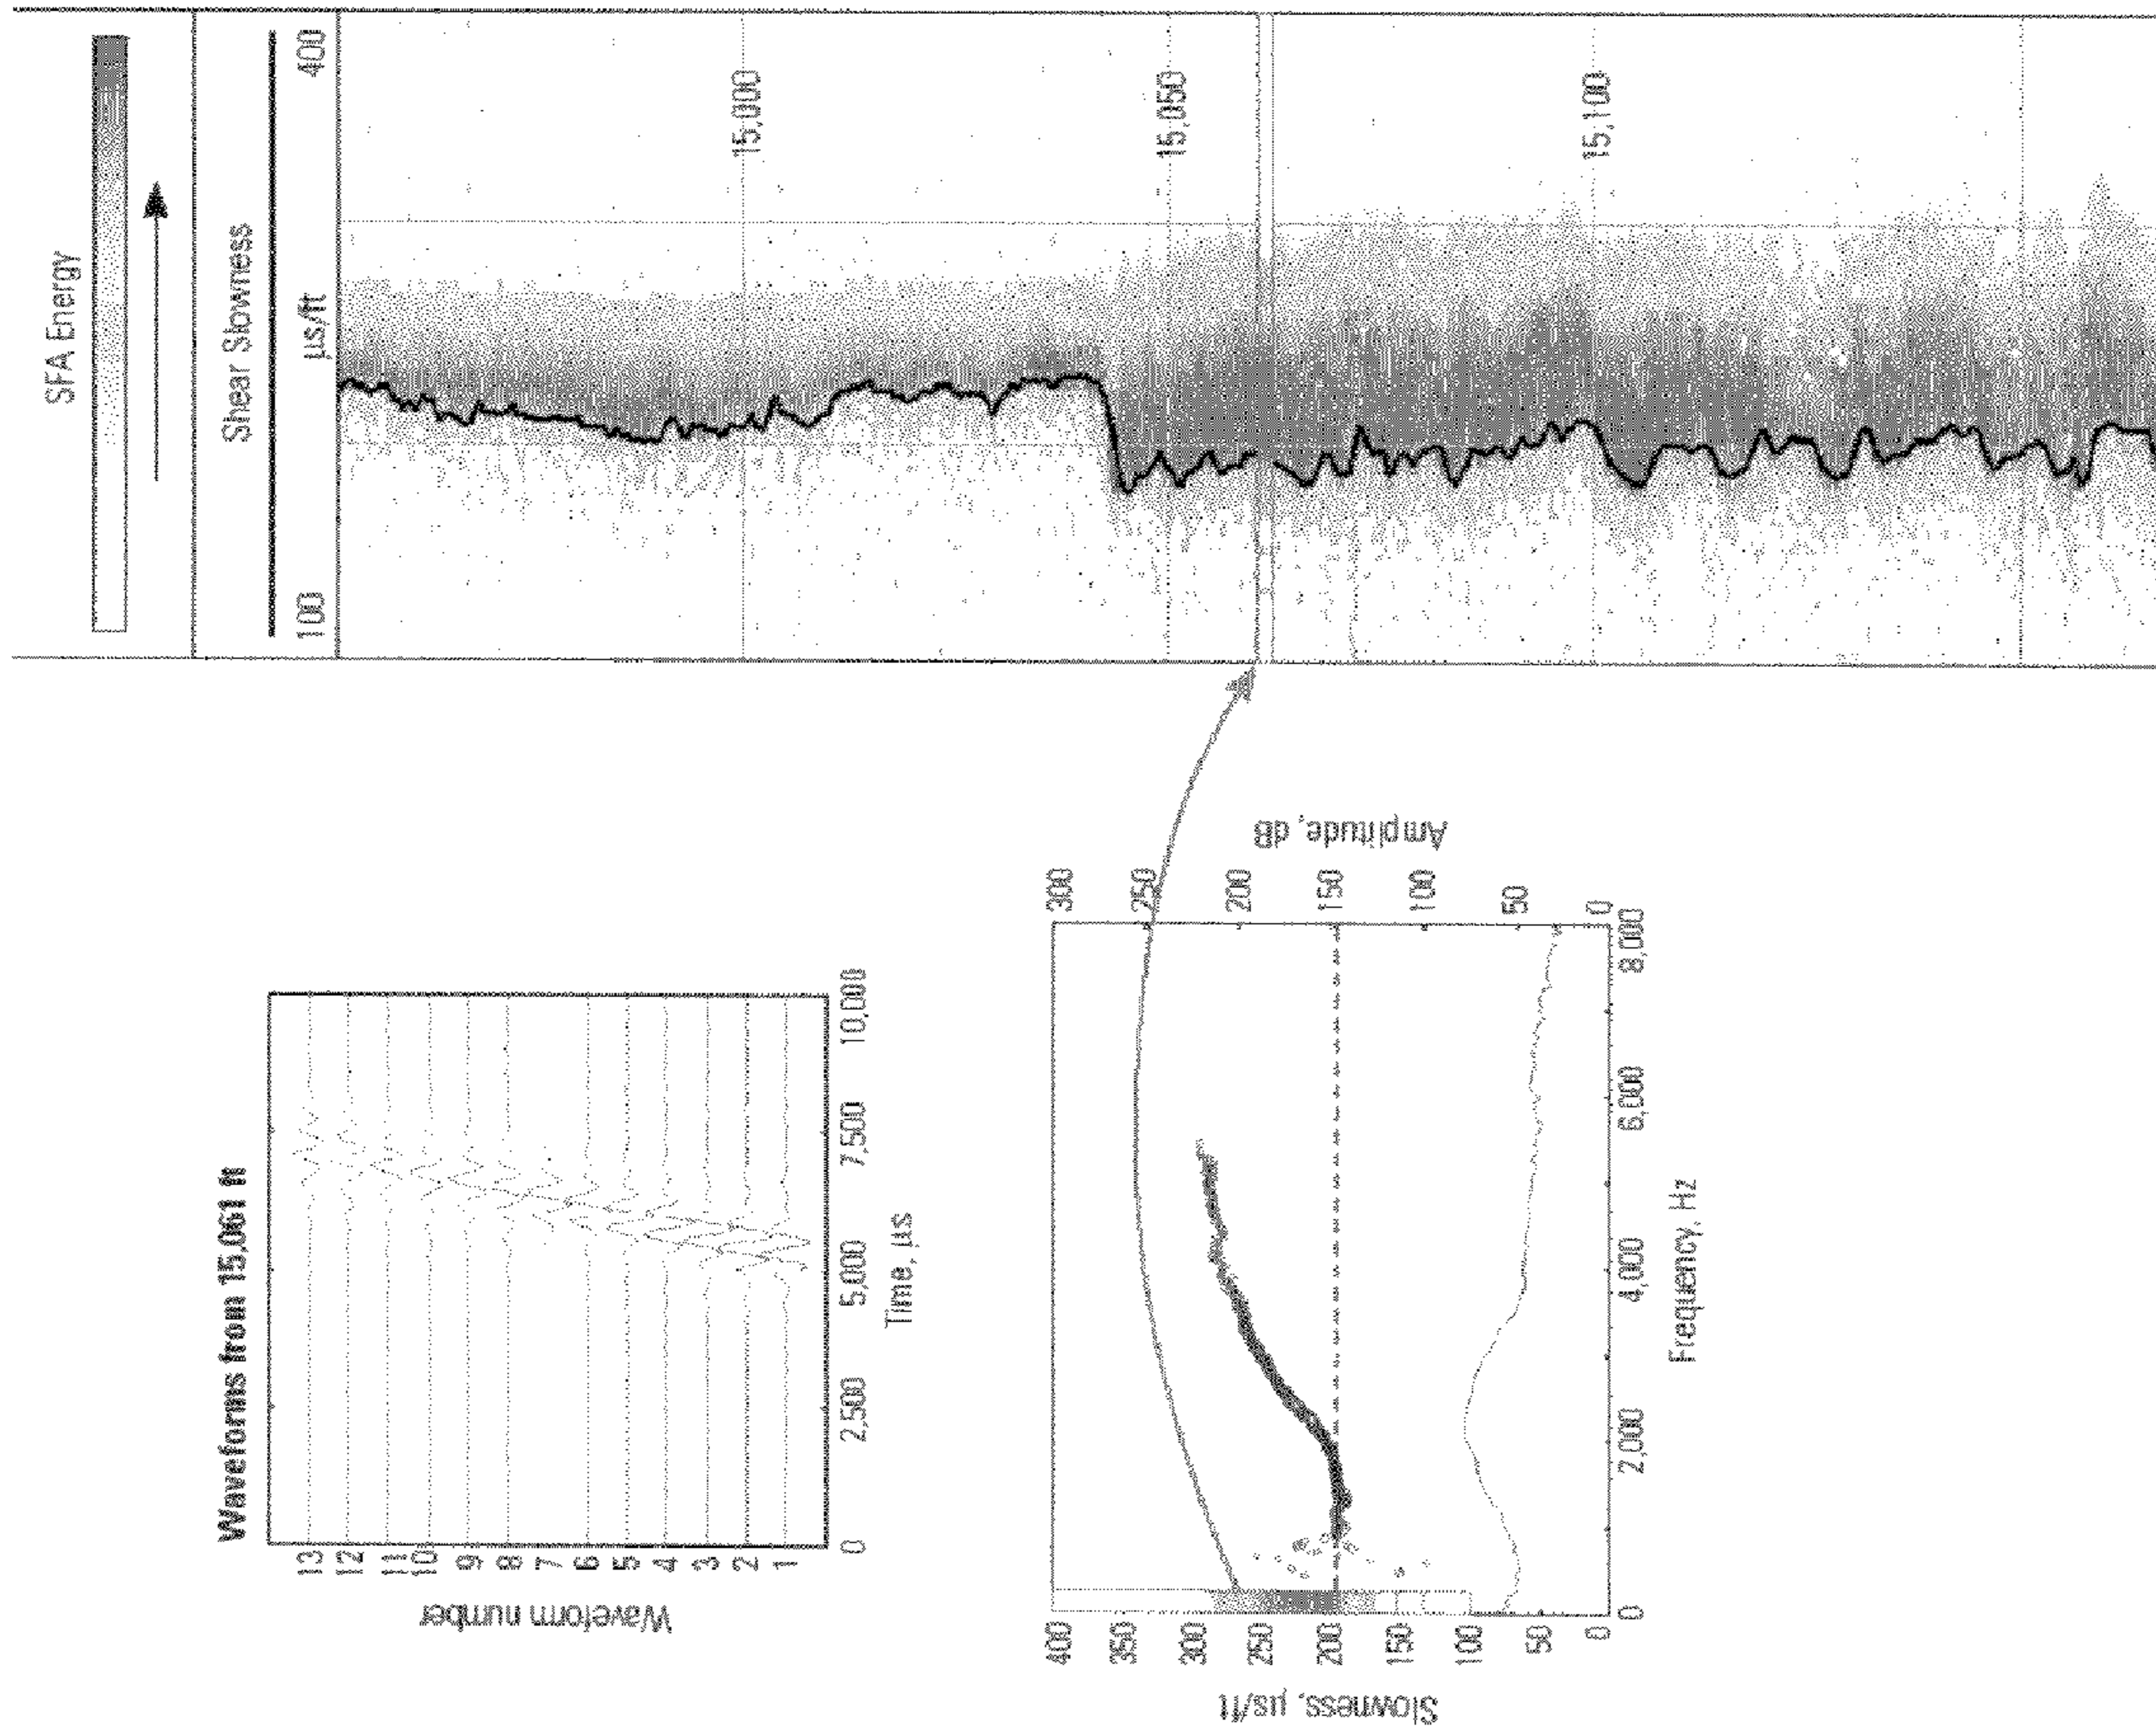 SFA Energy
Shear Slowness
100 µs/ft 400
15,000
15,050
15,100
Waveforms from 15,061 ft
Waveform number
13
12
11
10
9
8
7
6
5
4
3
2
1
0 2,500 5,000 7,500 10,000
Time, µs
Slowness, µs/ft
400
350
300
250
200
150
100
50
0
Amplitude, dB
300
250
200
150
100
50
0
0 2,000 4,000 6,000 8,000
Frequency, Hz